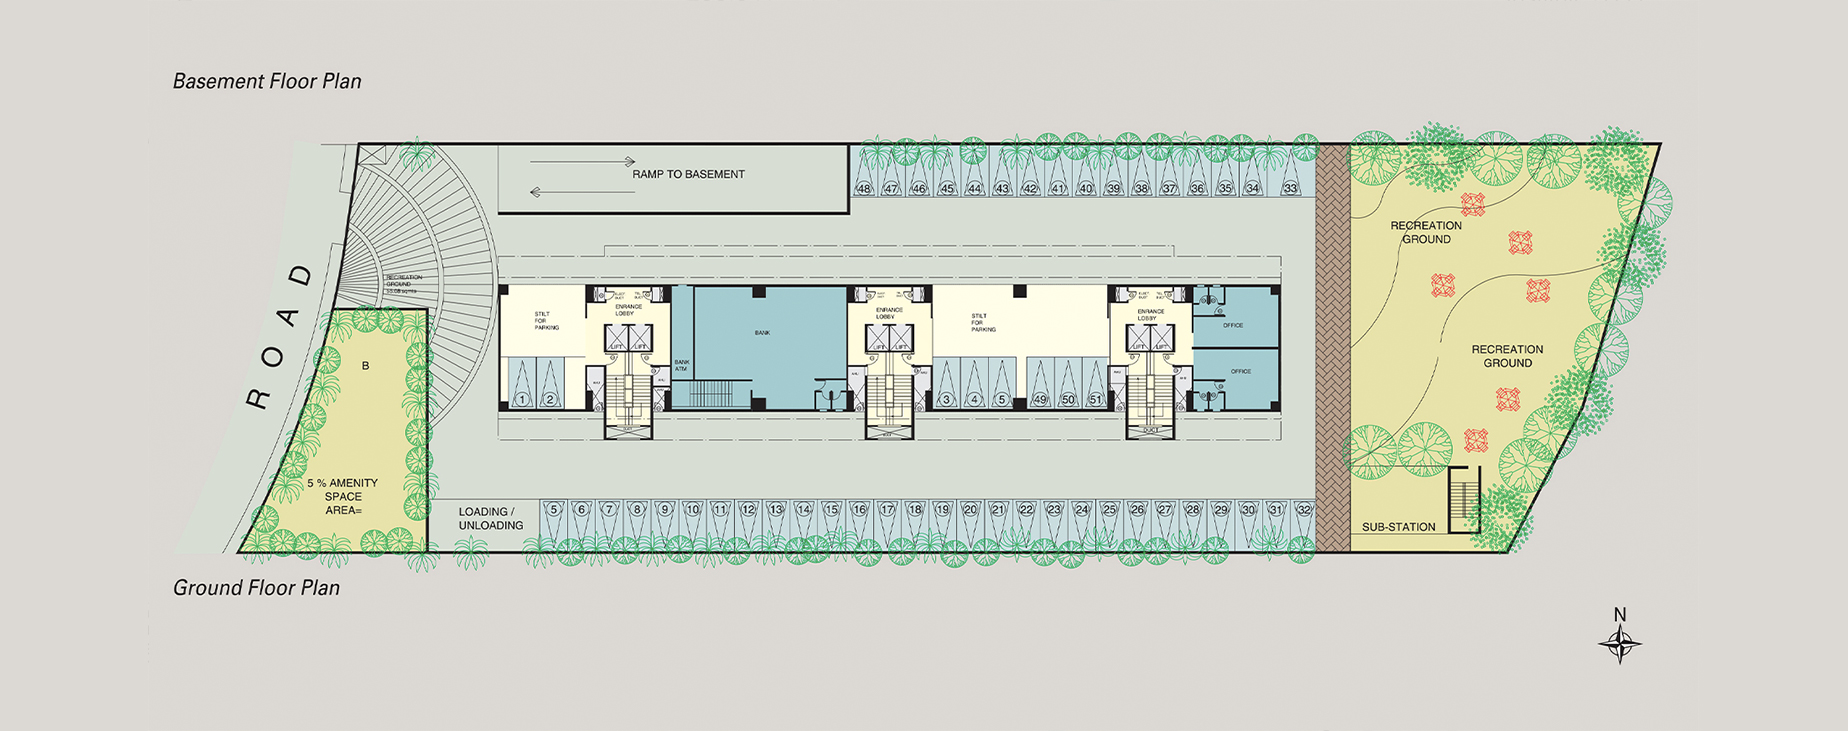 Basement Floor Plan
RAMP TO BASEMENT
48 47 46 45 44 43 42 41 40 39 38 37 36 35 34 33
RECREATION
GROUND
ROAD
RECREATION
GROUND
STILT
FOR
PARKING
ENRANCE
LOBBY
LIFT LIFT
BANK
ATM
BANK
ENRANCE
LOBBY
LIFT LIFT
STILT
FOR
PARKING
ENRANCE
LOBBY
LIFT LIFT
OFFICE
OFFICE
1 2
3 4 5
49 50 51
DUCT
DUCT
RECREATION
GROUND
B
5 % AMENITY
SPACE
AREA=
LOADING /
UNLOADING
5 6 7 8 9 10 11 12 13 14 15 16 17 18 19 20 21 22 23 24 25 26 27 28 29 30 31 32
SUB-STATION
Ground Floor Plan
N